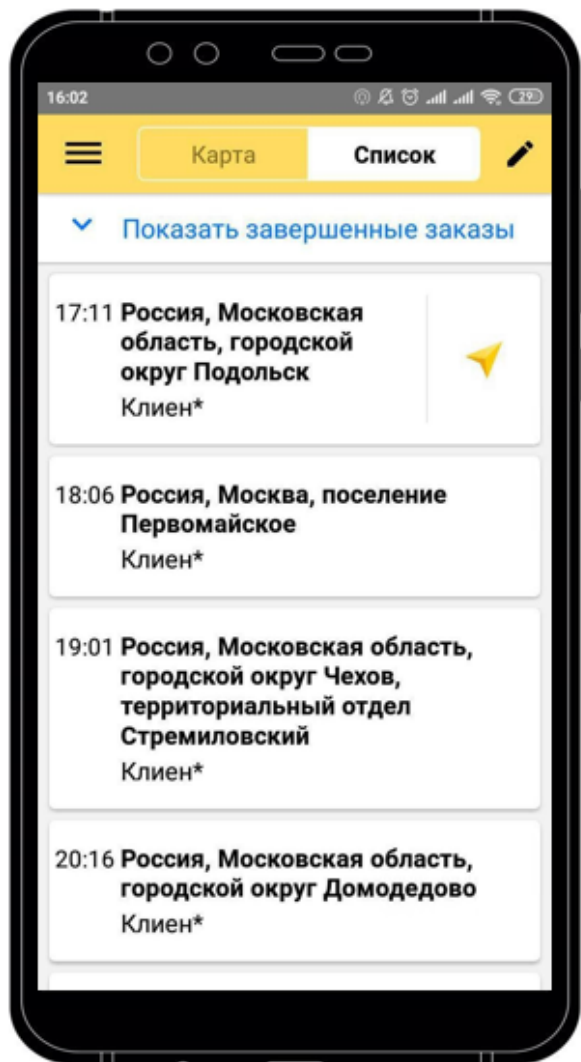 16:02
29
Карта
Список
Показать завершенные заказы
17:11 Россия, Московская
область, городской
округ Подольск
Клиен*
18:06 Россия, Москва, поселение
Первомайское
Клиен*
19:01 Россия, Московская область,
городской округ Чехов,
территориальный отдел
Стремиловский
Клиен*
20:16 Россия, Московская область,
городской округ Домодедово
Клиен*